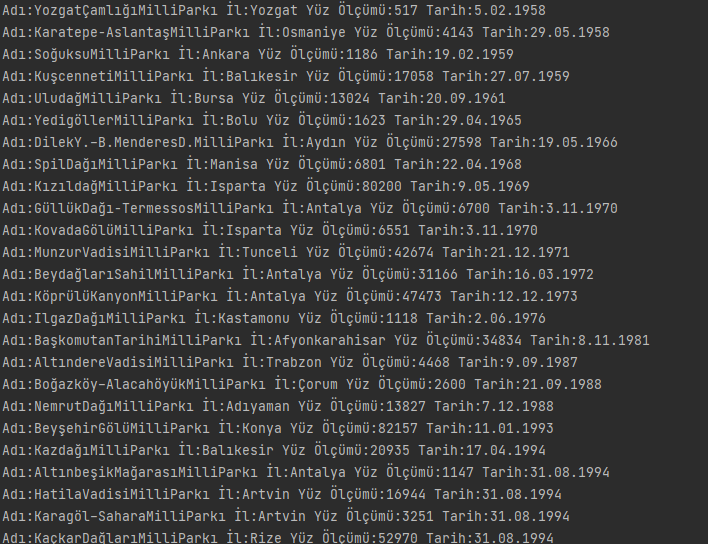 Adı:YozgatÇamlığıMilliParkı İl:Yozgat Yüz Ölçümü:517 Tarih:5.02.1958
Adı:Karatepe-AslantaşMilliParkı İl:Osmaniye Yüz Ölçümü:4143 Tarih:29.05.1958
Adı:SoğuksuMilliParkı İl:Ankara Yüz Ölçümü:1186 Tarih:19.02.1959
Adı:KuşcennetiMilliParkı İl:Balıkesir Yüz Ölçümü:17058 Tarih:27.07.1959
Adı:UludağMilliParkı İl:Bursa Yüz Ölçümü:13024 Tarih:20.09.1961
Adı:YedigöllerMilliParkı İl:Bolu Yüz Ölçümü:1623 Tarih:29.04.1965
Adı:DilekY.–B.MenderesD.MilliParkı İl:Aydın Yüz Ölçümü:27598 Tarih:19.05.1966
Adı:SpilDağıMilliParkı İl:Manisa Yüz Ölçümü:6801 Tarih:22.04.1968
Adı:KızıldağMilliParkı İl:Isparta Yüz Ölçümü:80200 Tarih:9.05.1969
Adı:GüllükDağı-TermessosMilliParkı İl:Antalya Yüz Ölçümü:6700 Tarih:3.11.1970
Adı:KovadaGölüMilliParkı İl:Isparta Yüz Ölçümü:6551 Tarih:3.11.1970
Adı:MunzurVadisiMilliParkı İl:Tunceli Yüz Ölçümü:42674 Tarih:21.12.1971
Adı:BeydağlarıSahilMilliParkı İl:Antalya Yüz Ölçümü:31166 Tarih:16.03.1972
Adı:KöprülüKanyonMilliParkı İl:Antalya Yüz Ölçümü:47473 Tarih:12.12.1973
Adı:IlgazDağıMilliParkı İl:Kastamonu Yüz Ölçümü:1118 Tarih:2.06.1976
Adı:BaşkomutanTarihiMilliParkı İl:Afyonkarahisar Yüz Ölçümü:34834 Tarih:8.11.1981
Adı:AltındereVadisiMilliParkı İl:Trabzon Yüz Ölçümü:4468 Tarih:9.09.1987
Adı:Boğazköy–AlacahöyükMilliParkı İl:Çorum Yüz Ölçümü:2600 Tarih:21.09.1988
Adı:NemrutDağıMilliParkı İl:Adıyaman Yüz Ölçümü:13827 Tarih:7.12.1988
Adı:BeyşehirGölüMilliParkı İl:Konya Yüz Ölçümü:82157 Tarih:11.01.1993
Adı:KazdağıMilliParkı İl:Balıkesir Yüz Ölçümü:20935 Tarih:17.04.1994
Adı:AltınbeşikMağarasıMilliParkı İl:Antalya Yüz Ölçümü:1147 Tarih:31.08.1994
Adı:HatilaVadisiMilliParkı İl:Artvin Yüz Ölçümü:16944 Tarih:31.08.1994
Adı:Karagöl–SaharaMilliParkı İl:Artvin Yüz Ölçümü:3251 Tarih:31.08.1994
Adı:KaçkarDağlarıMilliParkı İl:Rize Yüz Ölçümü:52970 Tarih:31.08.1994